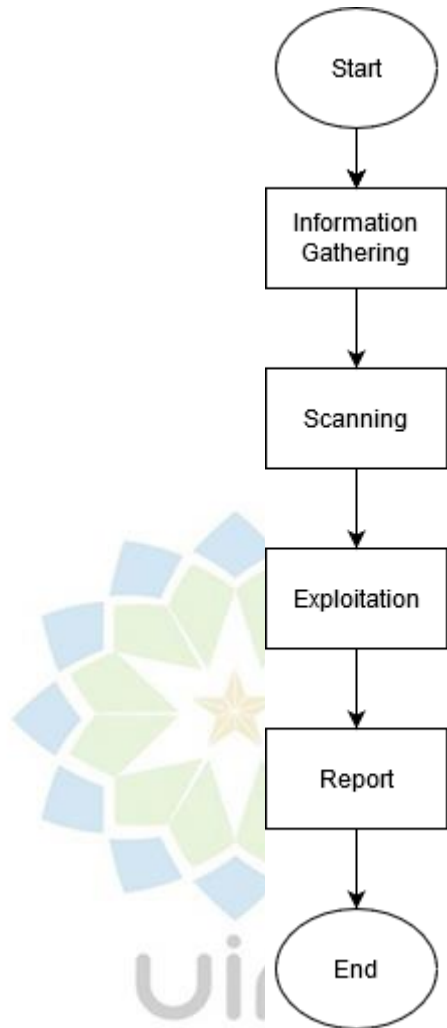 Start
Information
Gathering
Scanning
Exploitation
Report
End